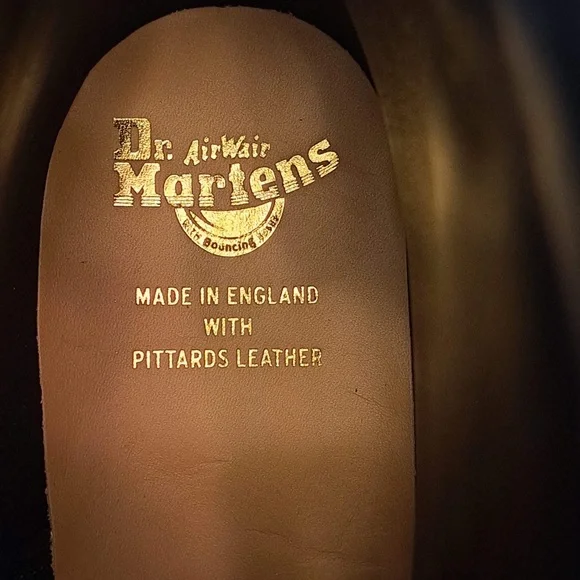 Dr. AirWair
Martens
With Bouncing Soles
MADE IN ENGLAND
WITH
PITTARDS LEATHER